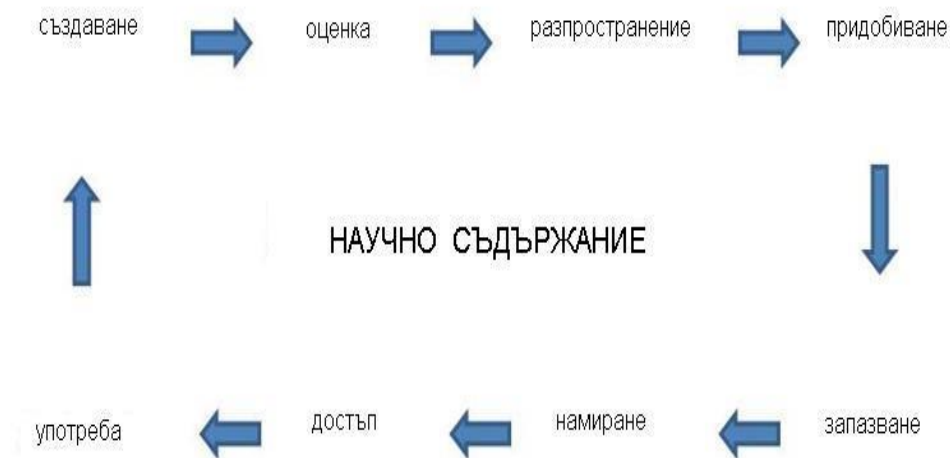 създаване оценка разпространение придобиване
НАУЧНО СЪДЪРЖАНИЕ
употреба достъп намиране запазване